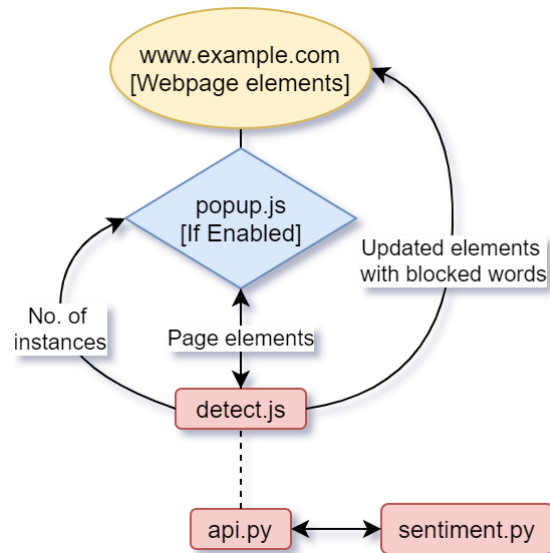 www.example.com
[Webpage elements]
popup.js
[If Enabled]
Updated elements
with blocked words
No. of
instances
Page elements
detect.js
api.py
sentiment.py